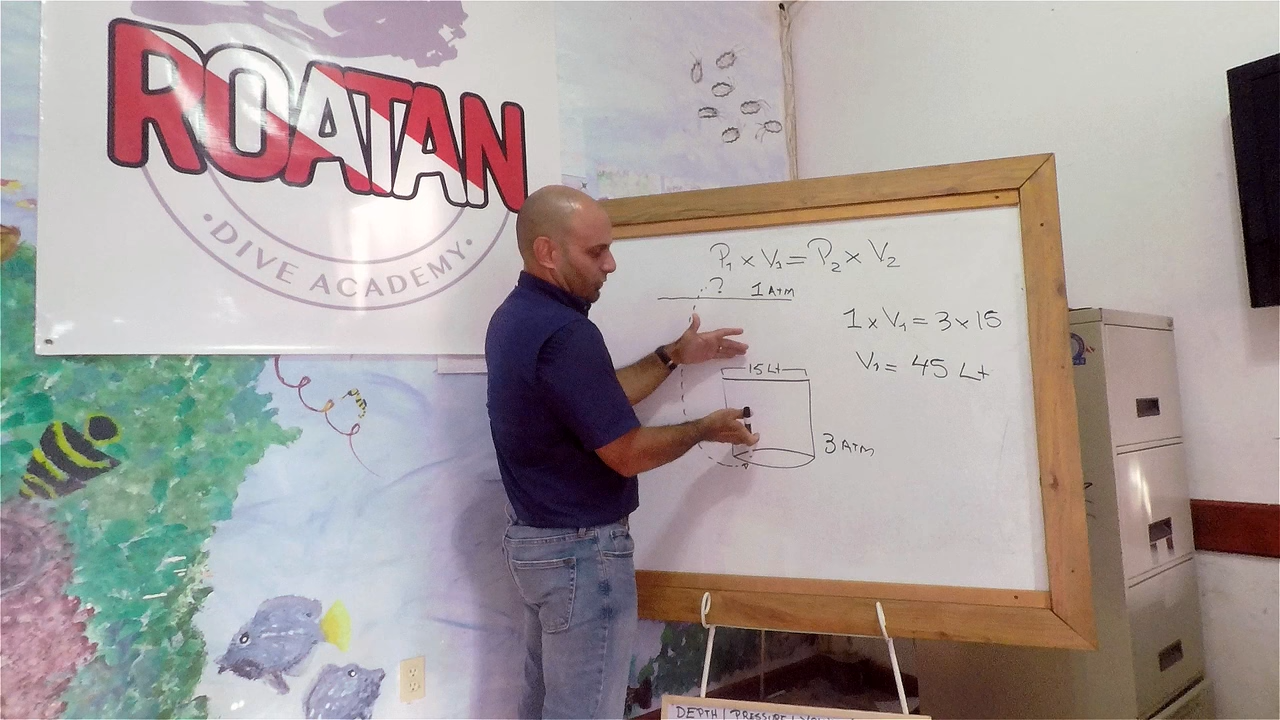 ROATAN
• DIVE ACADEMY •
P₁ x V₁ = P₂ x V₂
? 1 ATM
1 x V₁ = 3 x 15
V₁ = 45 Lt
15 Lt
3 ATM
DEPTH | PRESSURE |